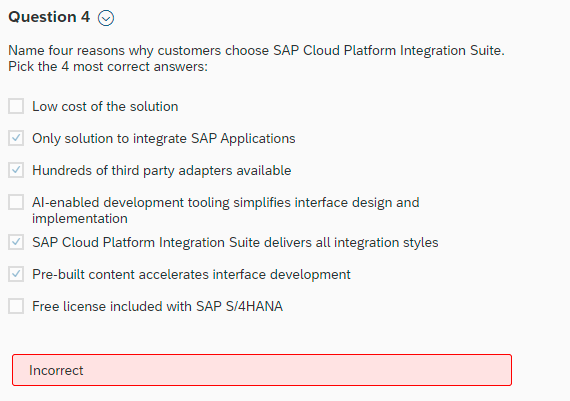 Question 4
Name four reasons why customers choose SAP Cloud Platform Integration Suite.
Pick the 4 most correct answers:
Low cost of the solution
Only solution to integrate SAP Applications
Hundreds of third party adapters available
AI-enabled development tooling simplifies interface design and
implementation
SAP Cloud Platform Integration Suite delivers all integration styles
Pre-built content accelerates interface development
Free license included with SAP S/4HANA
Incorrect